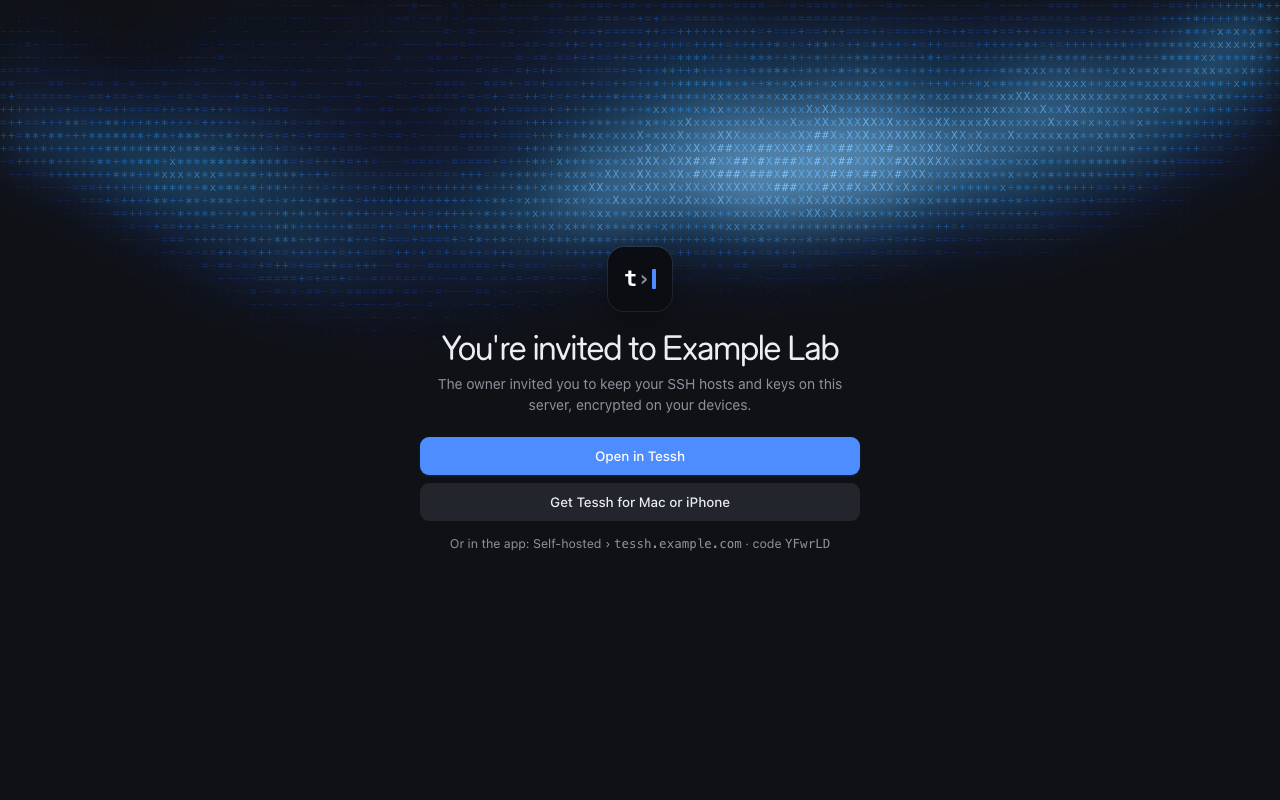 t›
You're invited to Example Lab
The owner invited you to keep your SSH hosts and keys on this
server, encrypted on your devices.
Open in Tessh
Get Tessh for Mac or iPhone
Or in the app: Self-hosted › tessh.example.com · code YFwrLD